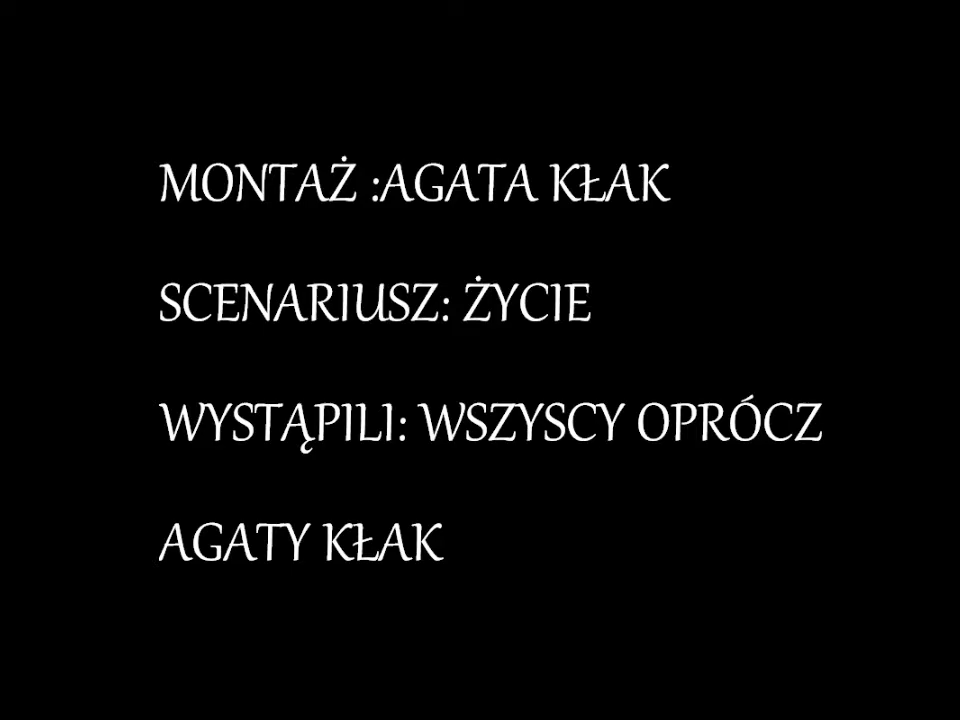 MONTAŻ :AGATA KŁAK
SCENARIUSZ: ŻYCIE
WYSTĄPILI: WSZYSCY OPRÓCZ
AGATY KŁAK